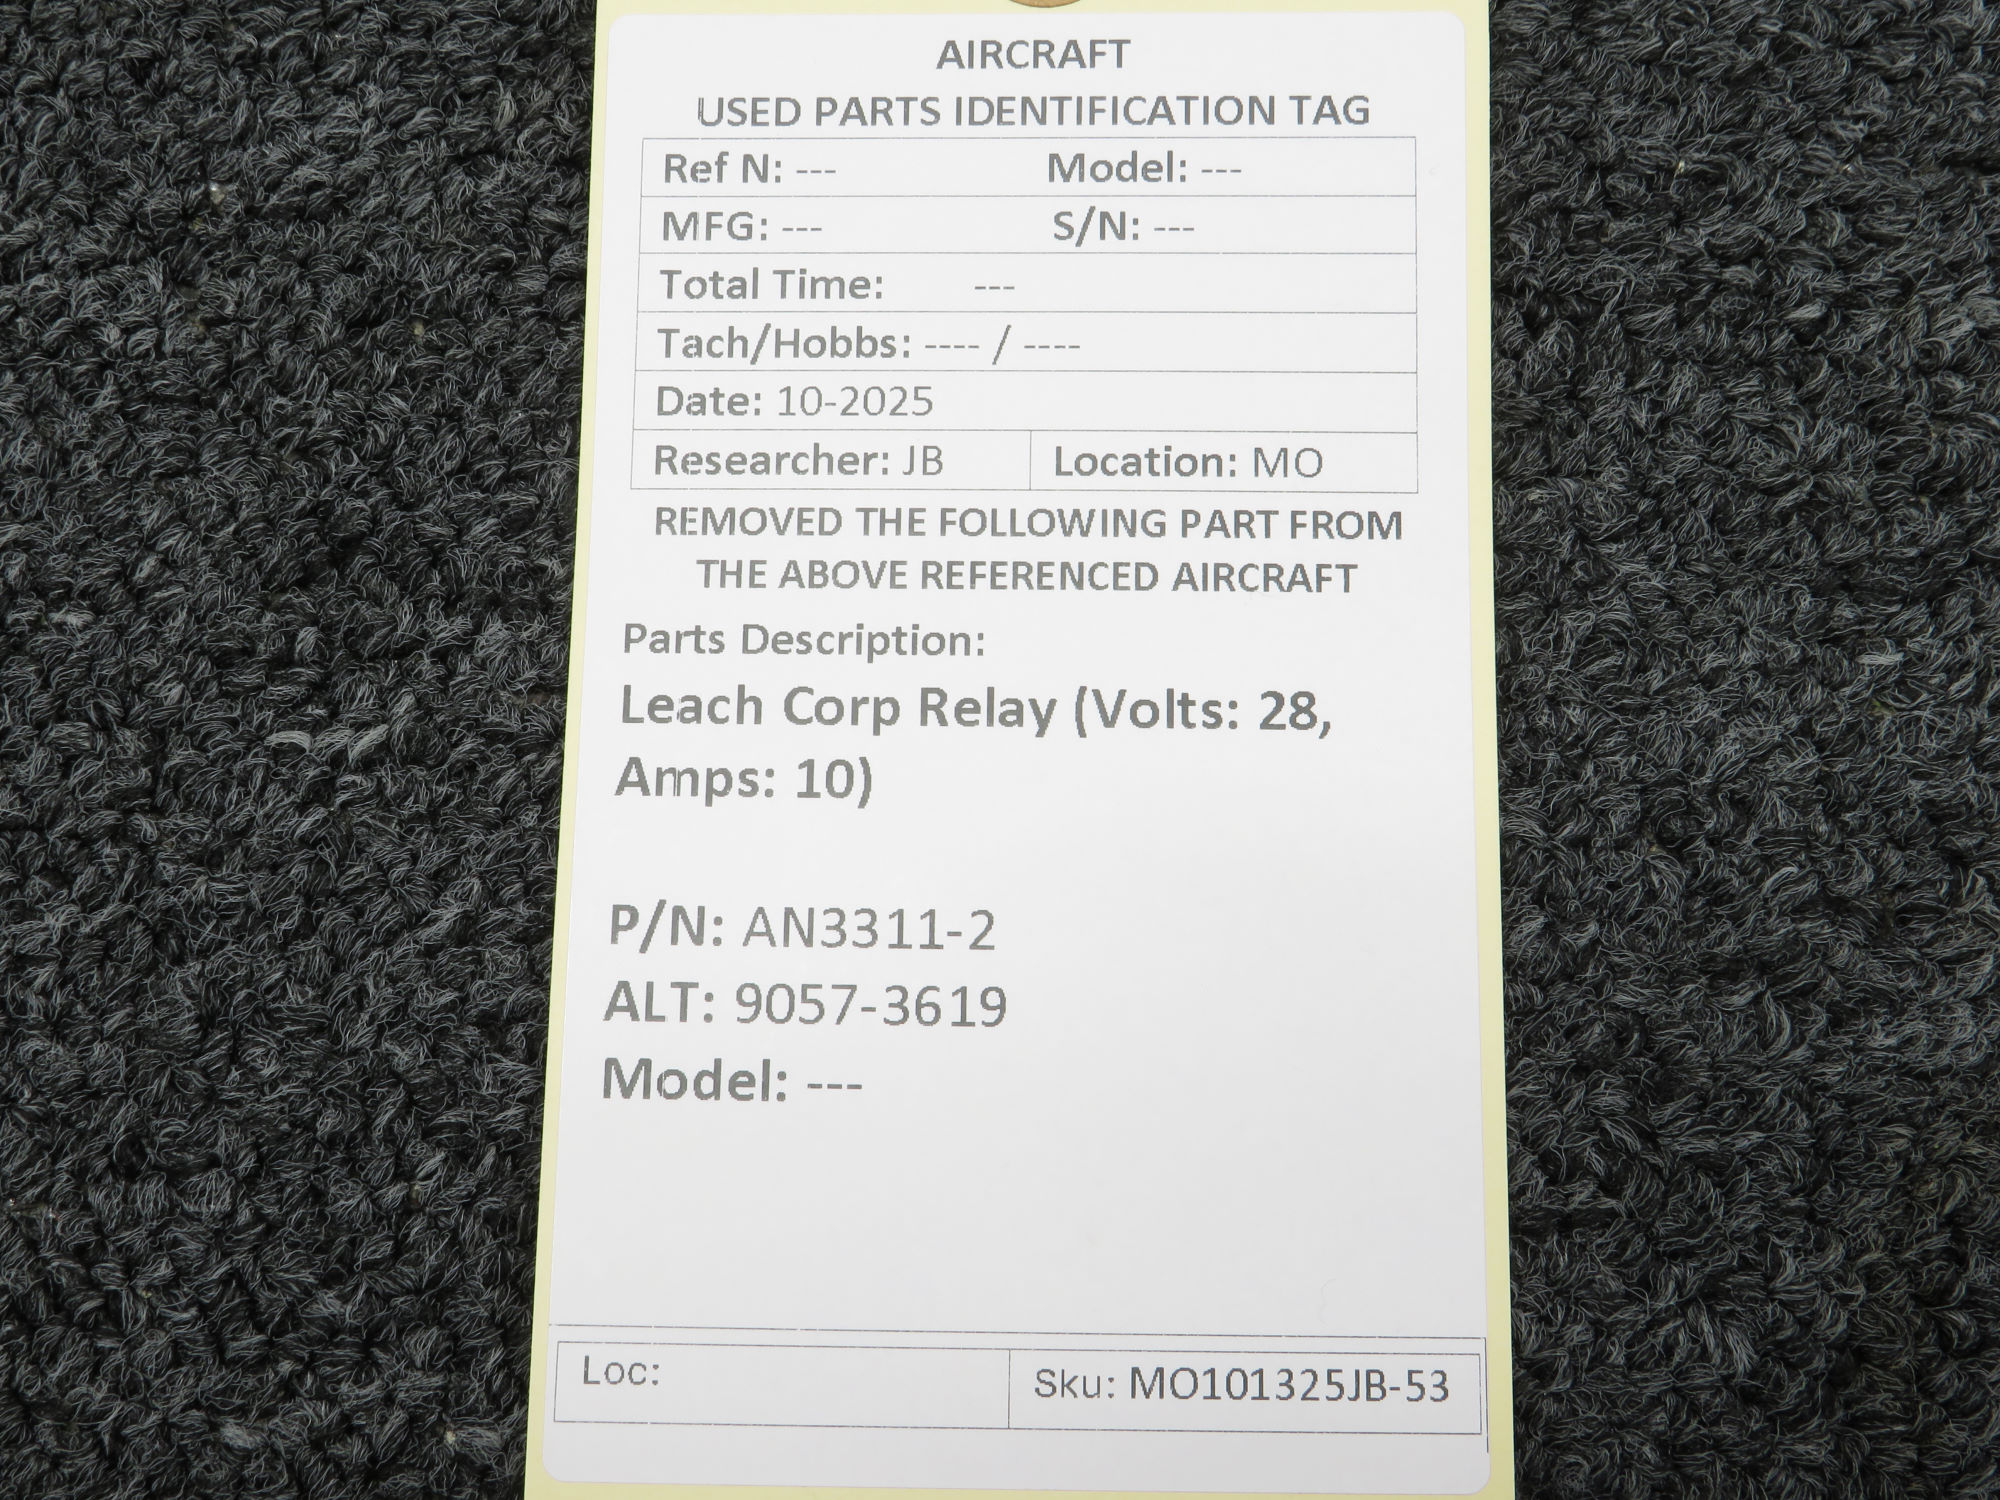 AIRCRAFT
USED PARTS IDENTIFICATION TAG
Ref N: --- Model: ---
MFG: --- S/N: ---
Total Time: ---
Tach/Hobbs: ---- / ----
Date: 10-2025
Researcher: JB Location: MO
REMOVED THE FOLLOWING PART FROM
THE ABOVE REFERENCED AIRCRAFT
Parts Description:
Leach Corp Relay (Volts: 28,
Amps: 10)
P/N: AN3311-2
ALT: 9057-3619
Model: ---
Loc: Sku: MO101325JB-53